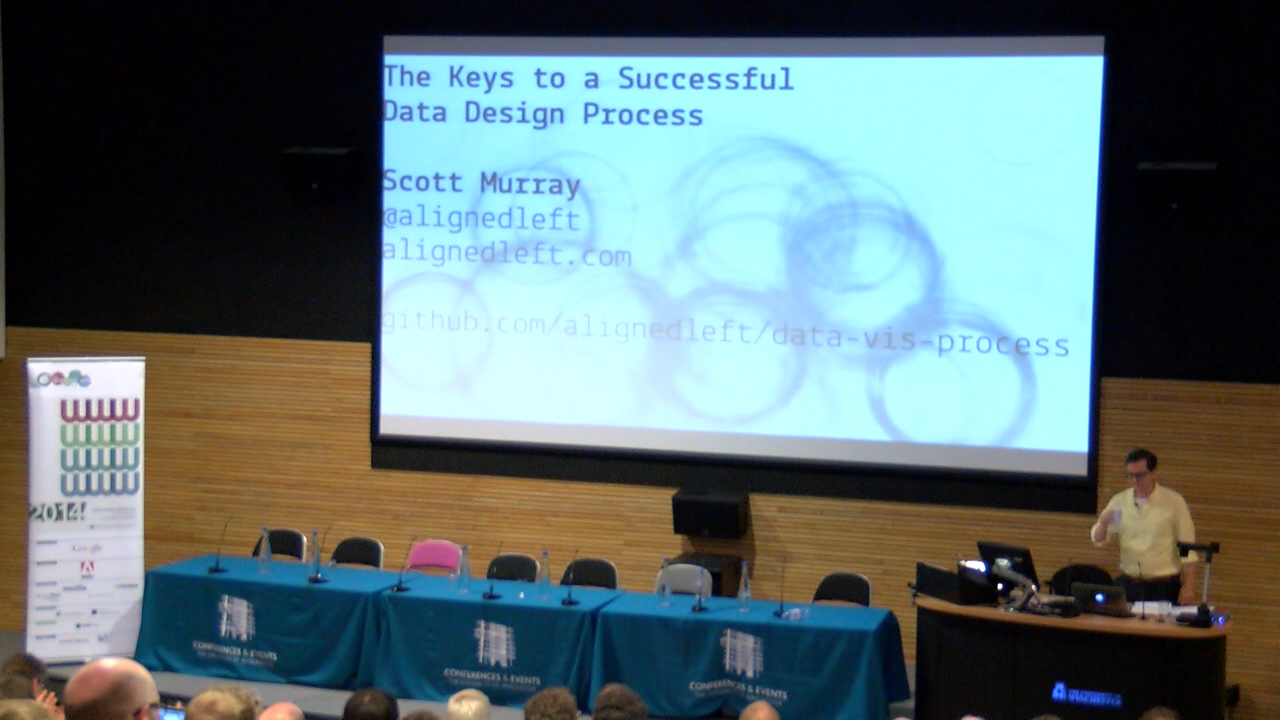 The Keys to a Successful
Data Design Process
Scott Murray
@alignedleft
alignedleft.com
github.com/alignedleft/data-vis-process
2014!
Google
CONFERENCES & EVENTS
CONFERENCES & EVENTS
CONFERENCES & EVENTS